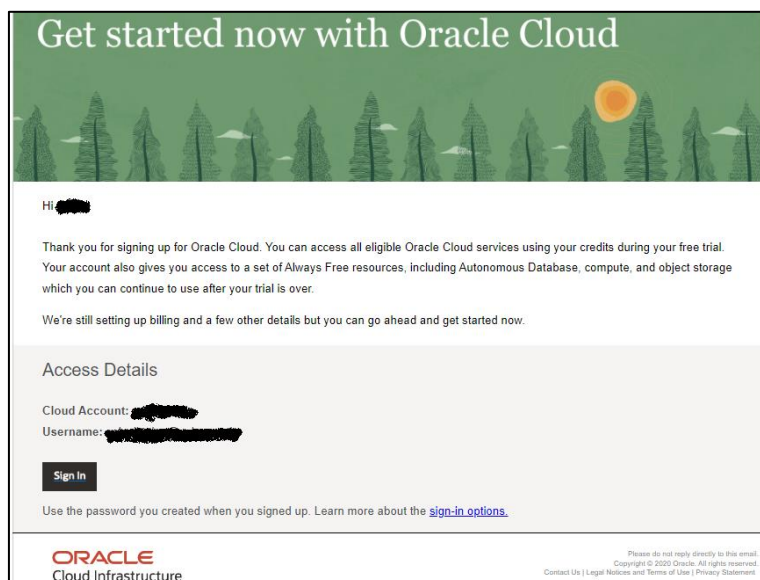 Get started now with Oracle Cloud
Hi
Thank you for signing up for Oracle Cloud. You can access all eligible Oracle Cloud services using your credits during your free trial.
Your account also gives you access to a set of Always Free resources, including Autonomous Database, compute, and object storage
which you can continue to use after your trial is over.
We're still setting up billing and a few other details but you can go ahead and get started now.
Access Details
Cloud Account:
Username:
Sign In
Use the password you created when you signed up. Learn more about the sign-in options.
ORACLE
Cloud Infrastructure
Please do not reply directly to this email.
Copyright © 2020 Oracle. All rights reserved.
Contact Us | Legal Notices and Terms of Use | Privacy Statement